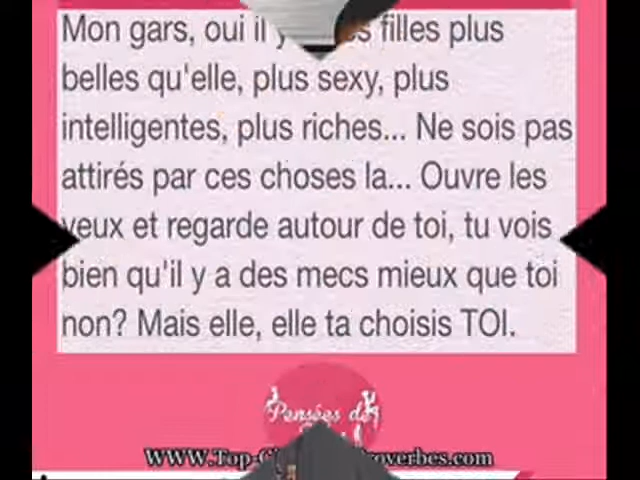 Mon gars, oui il y filles plus
belles qu'elle, plus sexy, plus
intelligentes, plus riches... Ne sois pas
attirés par ces choses la... Ouvre les
yeux et regarde autour de toi, tu vois
bien qu'il y a des mecs mieux que toi
non? Mais elle, elle ta choisis TOI.
Pensées de
WWW.Top-